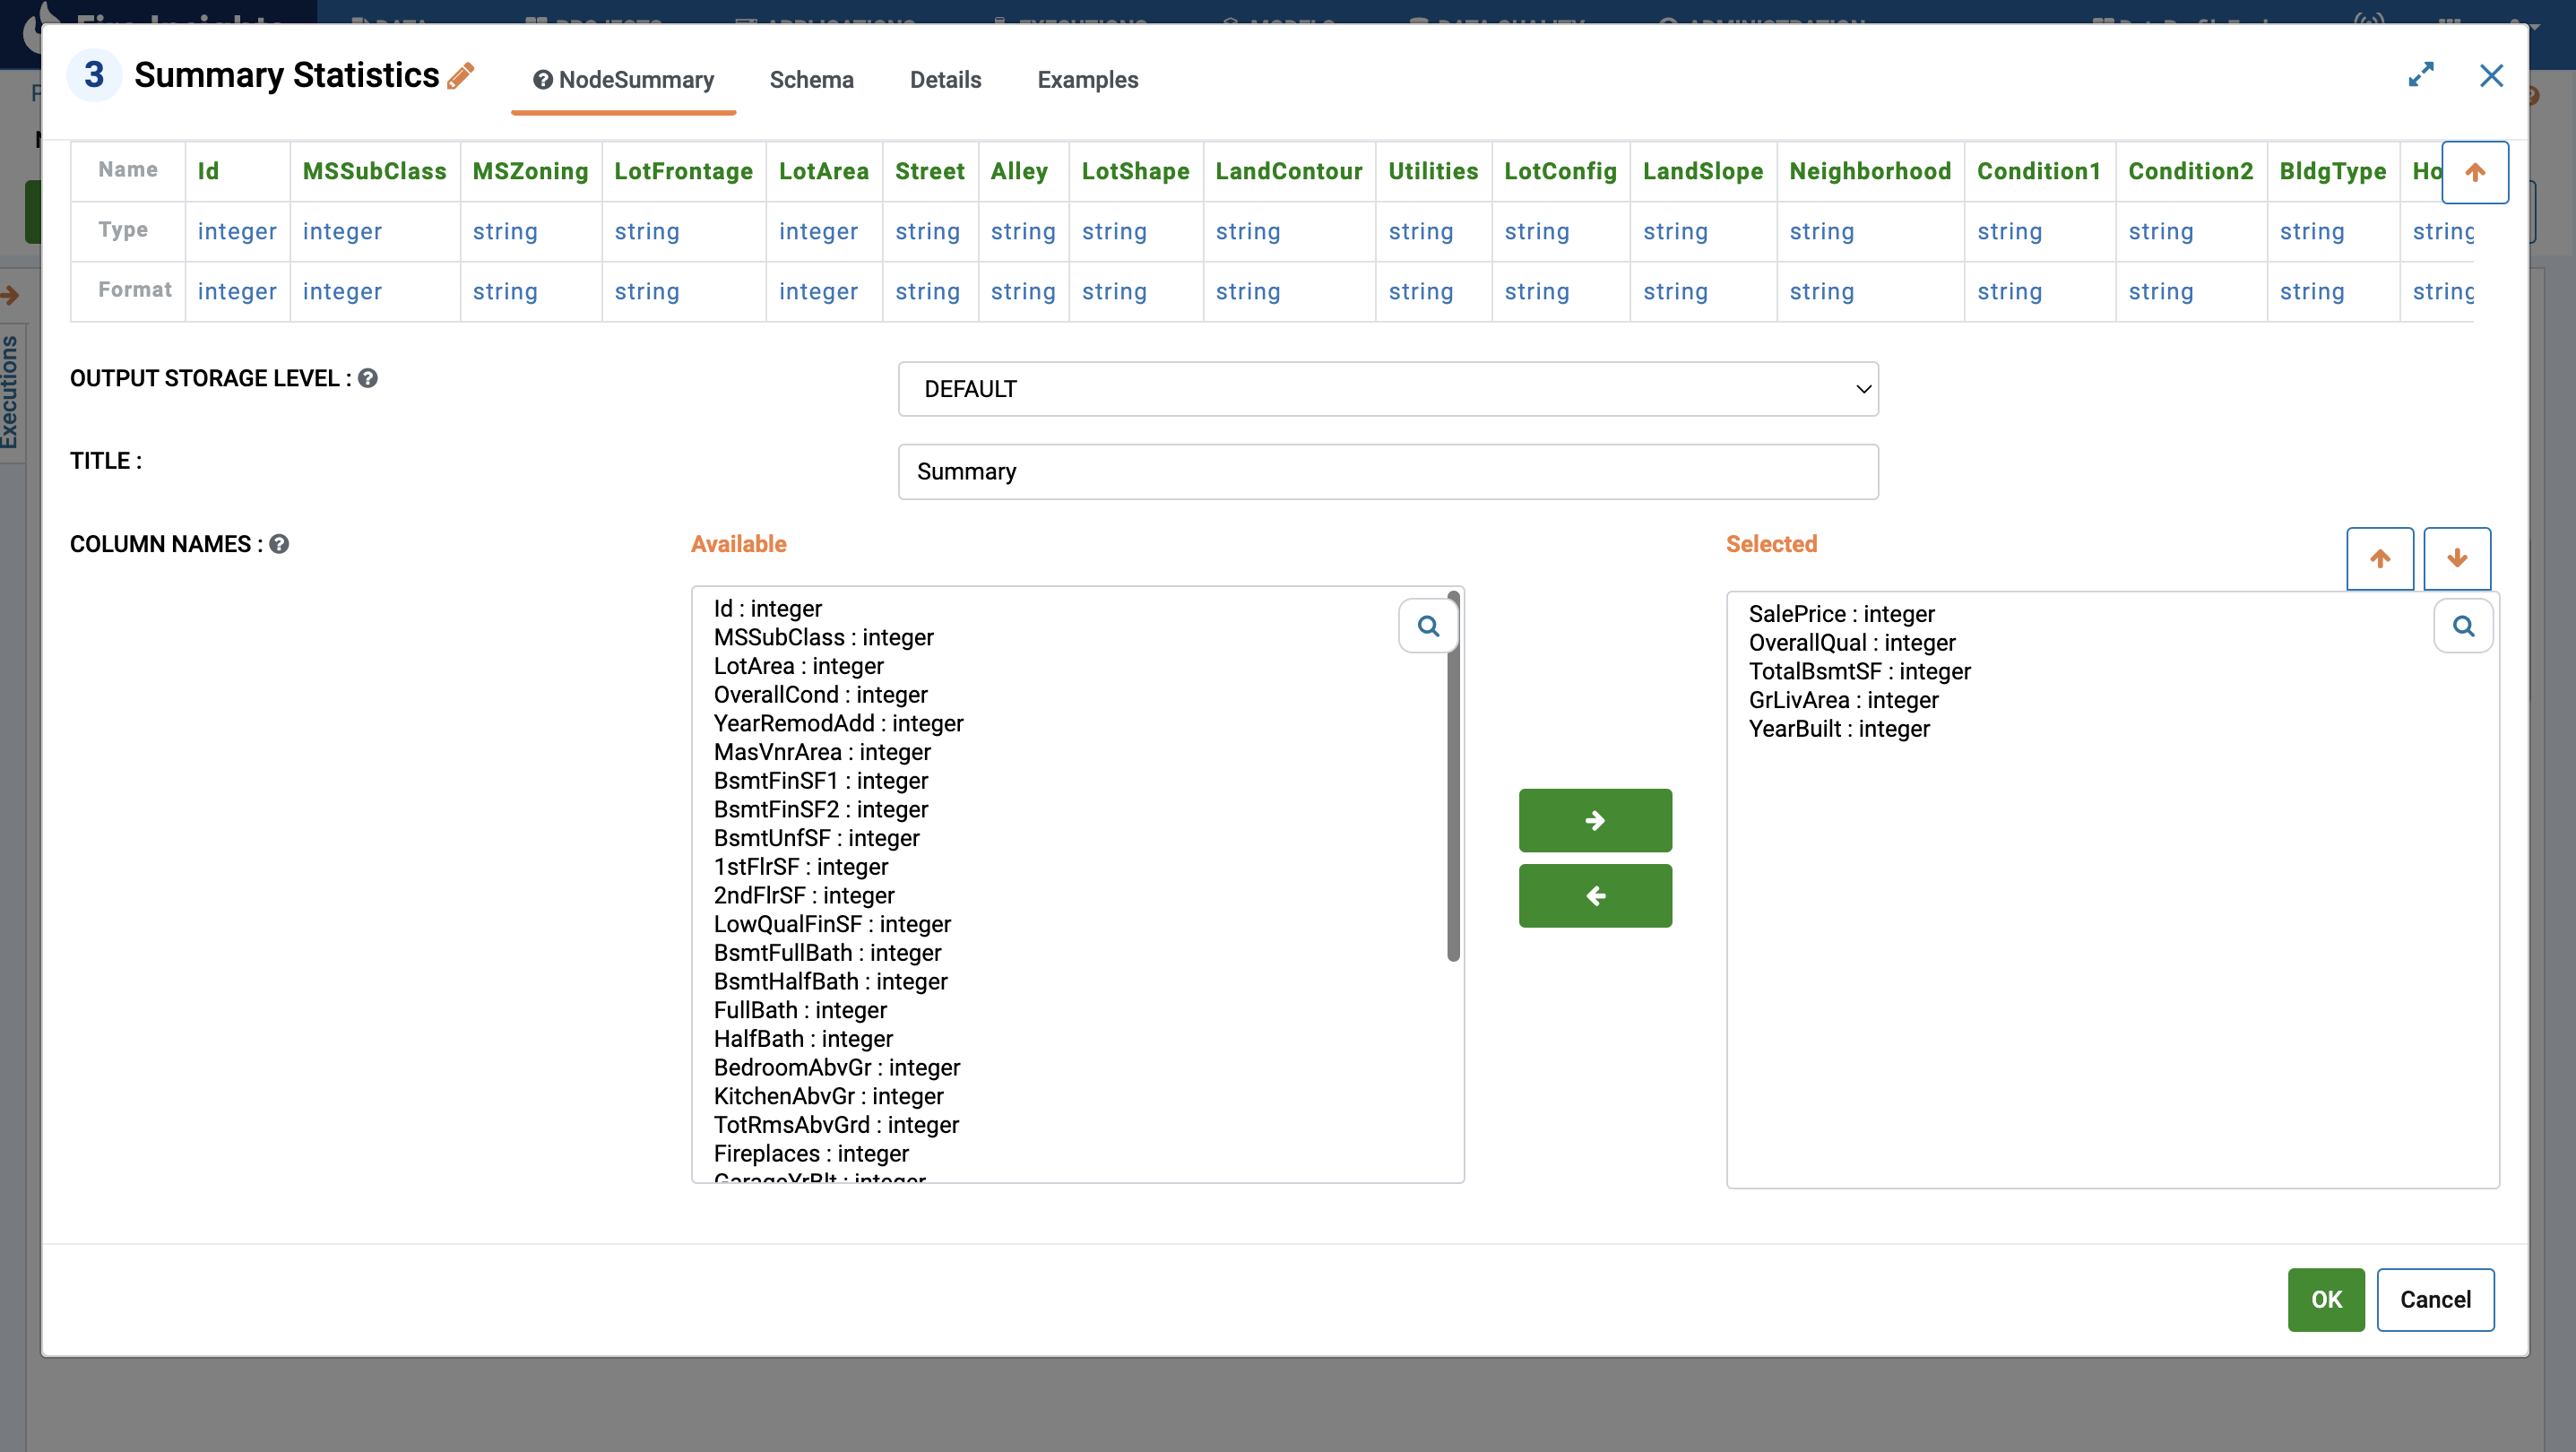 3 Summary Statistics NodeSummary Schema Details Examples
Name Id MSSubClass MSZoning LotFrontage LotArea Street Alley LotShape LandContour Utilities LotConfig LandSlope Neighborhood Condition1 Condition2 BldgType Ho
Type integer integer string string integer string string string string string string string string string string string string
Format integer integer string string integer string string string string string string string string string string string string
Executions
OUTPUT STORAGE LEVEL :
DEFAULT
TITLE :
Summary
COLUMN NAMES :
Available
Id : integer
MSSubClass : integer
LotArea : integer
OverallCond : integer
YearRemodAdd : integer
MasVnrArea : integer
BsmtFinSF1 : integer
BsmtFinSF2 : integer
BsmtUnfSF : integer
1stFlrSF : integer
2ndFlrSF : integer
LowQualFinSF : integer
BsmtFullBath : integer
BsmtHalfBath : integer
FullBath : integer
HalfBath : integer
BedroomAbvGr : integer
KitchenAbvGr : integer
TotRmsAbvGrd : integer
Fireplaces : integer
GarageYrBlt : integer
Selected
SalePrice : integer
OverallQual : integer
TotalBsmtSF : integer
GrLivArea : integer
YearBuilt : integer
OK Cancel